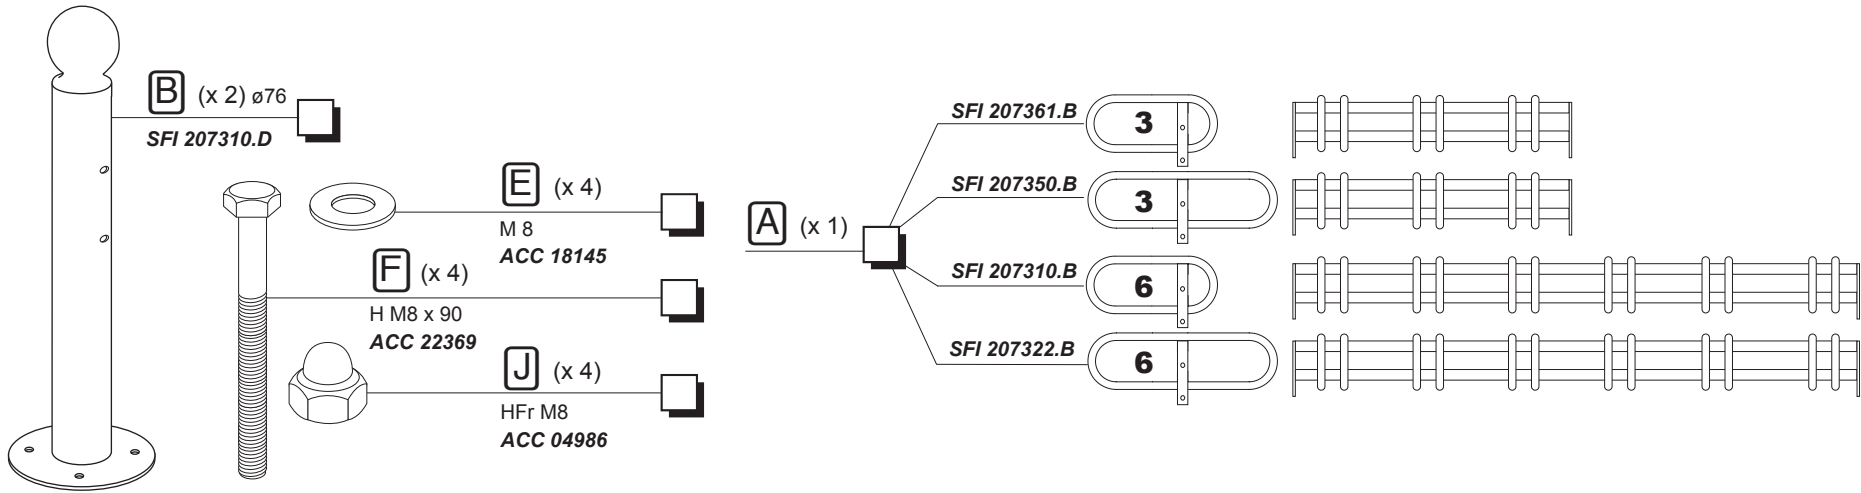 B (x 2) ø76
SFI 207310.D
E (x 4)
M 8
ACC 18145
F (x 4)
H M8 x 90
ACC 22369
J (x 4)
HFr M8
ACC 04986
A (x 1)
SFI 207361.B 3
SFI 207350.B 3
SFI 207310.B 6
SFI 207322.B 6